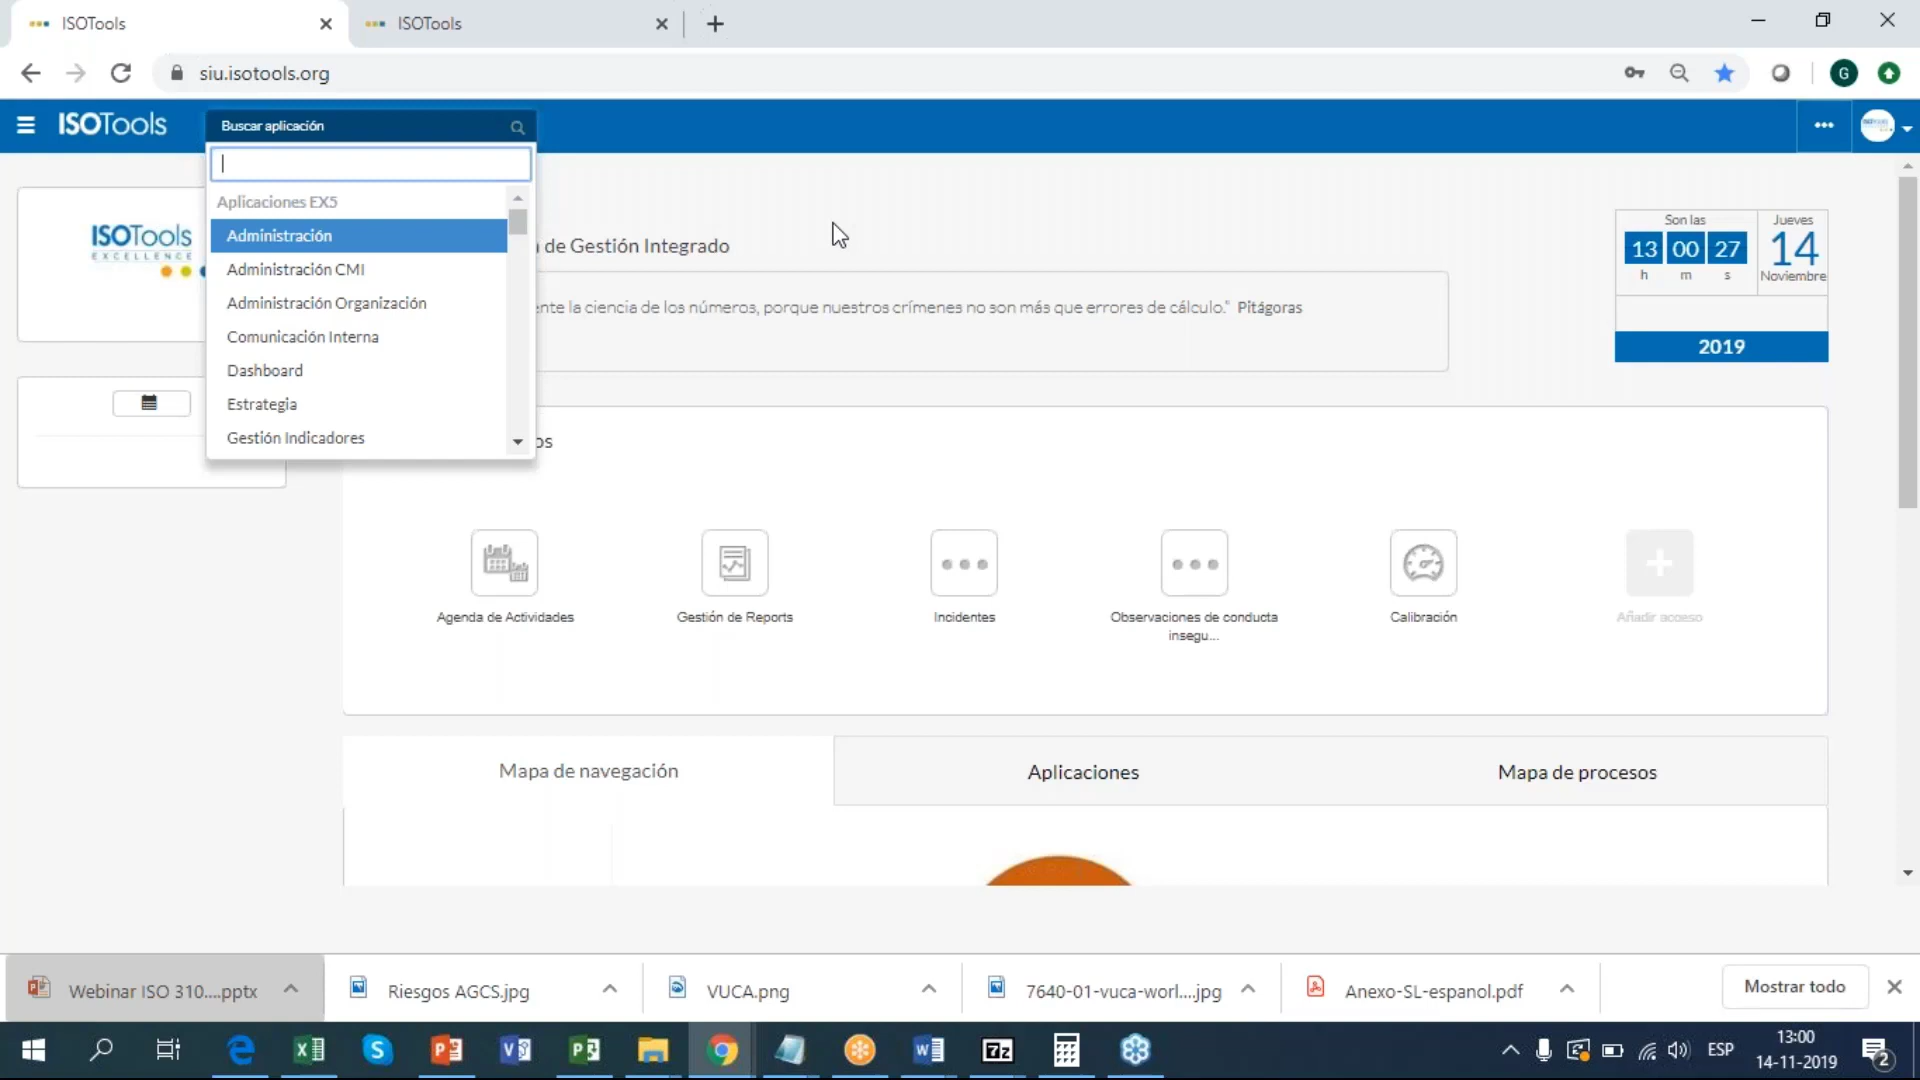 ISOTools
ISOTools
siu.isotools.org
G
ISOTools
Buscar aplicación
Aplicaciones EX5
Administración
Administración CMI
Administración Organización
Comunicación Interna
Dashboard
Estrategia
Gestión Indicadores
ISOTools
EXCELLENCE
de Gestión Integrado
nte la ciencia de los números, porque nuestros crímenes no son más que errores de cálculo." Pitágoras
Son las
13 00 27
h m s
Jueves
14
Noviembre
2019
os
Agenda de Actividades
Gestión de Reports
Incidentes
Observaciones de conducta
insegu...
Calibración
Añadir acceso
Mapa de navegación
Aplicaciones
Mapa de procesos
Webinar ISO 310....pptx
Riesgos AGCS.jpg
VUCA.png
7640-01-vuca-worl....jpg
Anexo-SL-espanol.pdf
Mostrar todo
ESP
13:00
14-11-2019
2